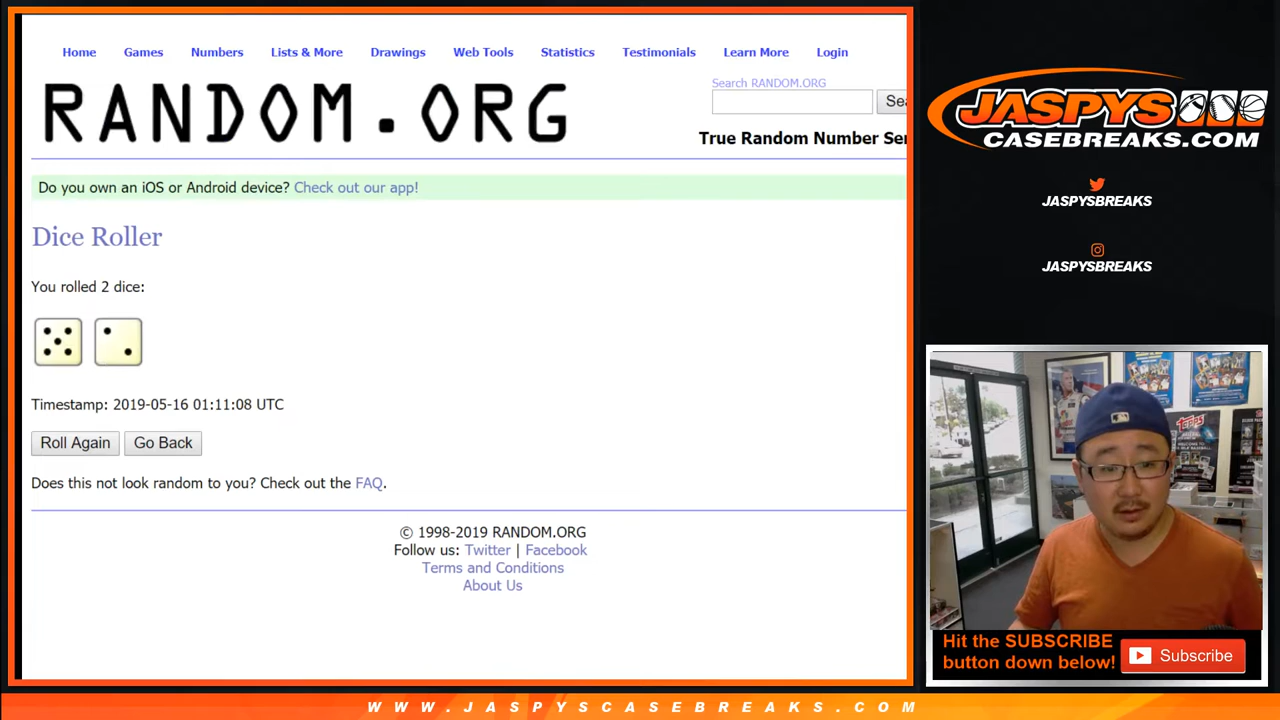 Home Games Numbers Lists & More Drawings Web Tools Statistics Testimonials Learn More Login
RANDOM.ORG
Search RANDOM.ORG
Sea
True Random Number Ser
Do you own an iOS or Android device? Check out our app!
Dice Roller
You rolled 2 dice:
Timestamp: 2019-05-16 01:11:08 UTC
Roll Again Go Back
Does this not look random to you? Check out the FAQ.
© 1998-2019 RANDOM.ORG
Follow us: Twitter | Facebook
Terms and Conditions
About Us
JASPYS
CASEBREAKS.COM
JASPYSBREAKS
JASPYSBREAKS
TOPPS
Hit the SUBSCRIBE
button down below!
Subscribe
WWW.JASPYSCASEBREAKS.COM